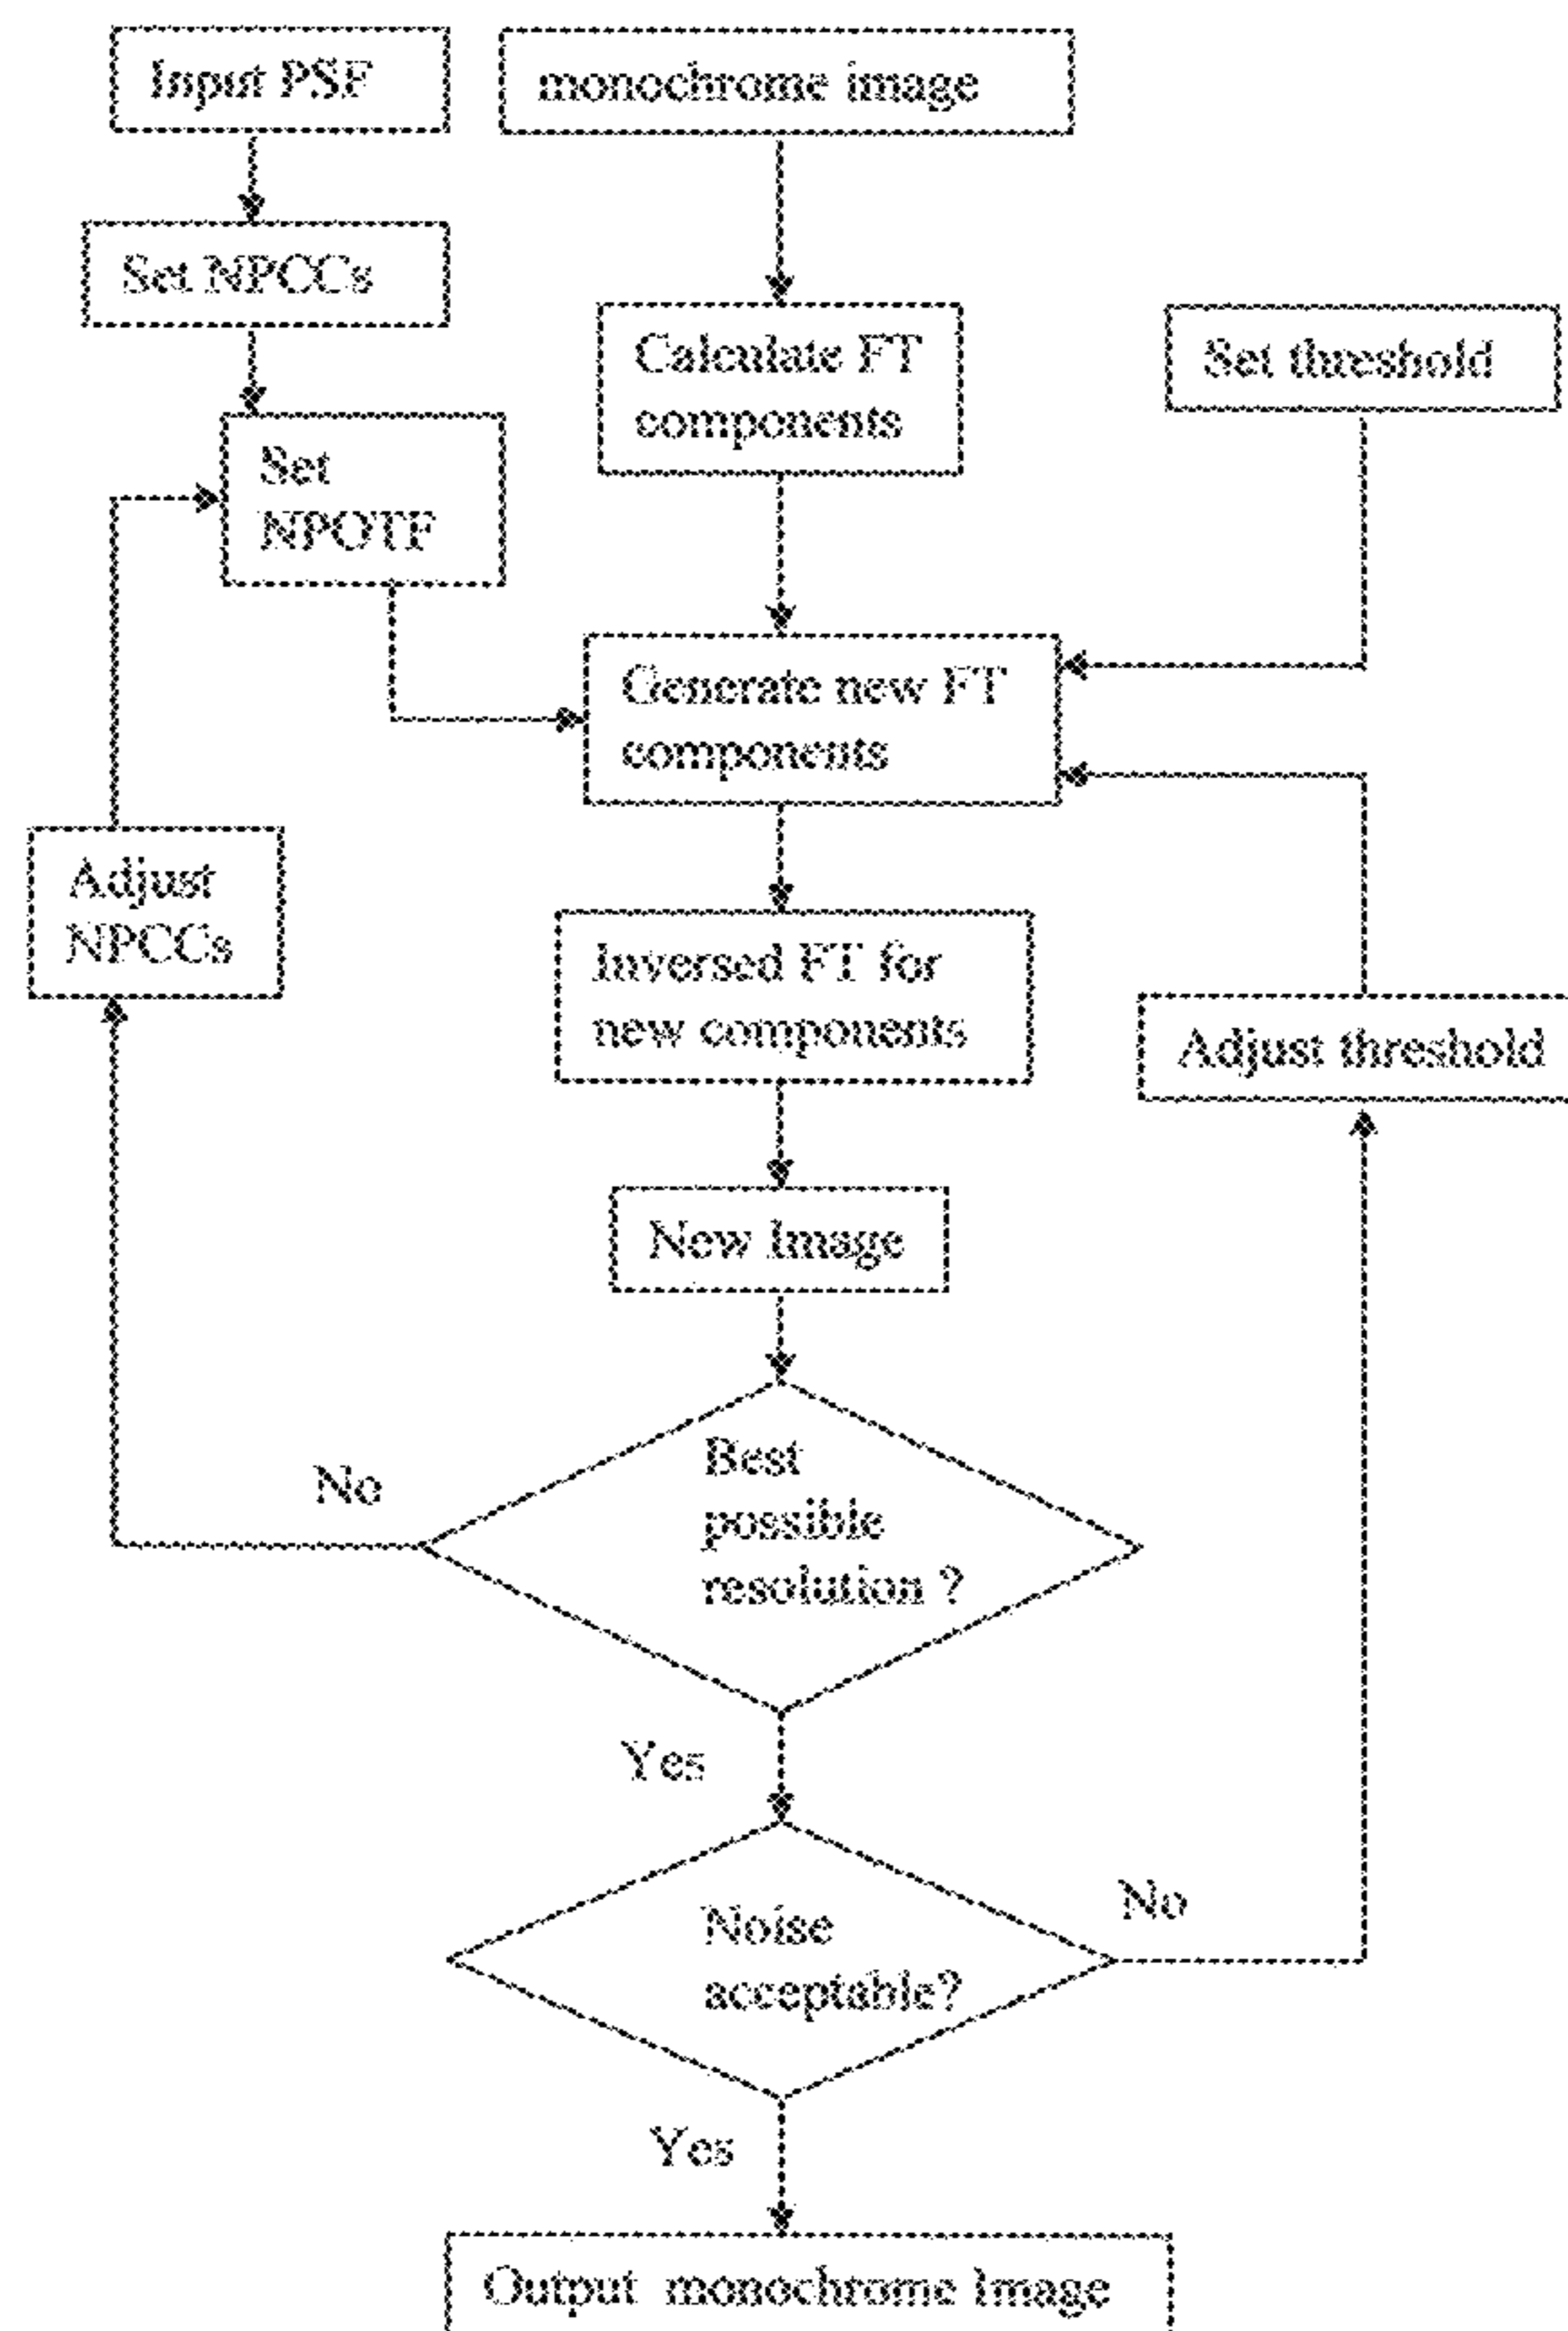 Input PSF
monochrome image
Set NPCCs
Calculate FT
components
Set threshold
Set
NPOTF
Generate new FT
components
Adjust
NPCCs
Inversed FT for
new components
Adjust threshold
New Image
Best
possible
resolution ?
No
Yes
Noise
acceptable?
No
Yes
Output monochrome Image